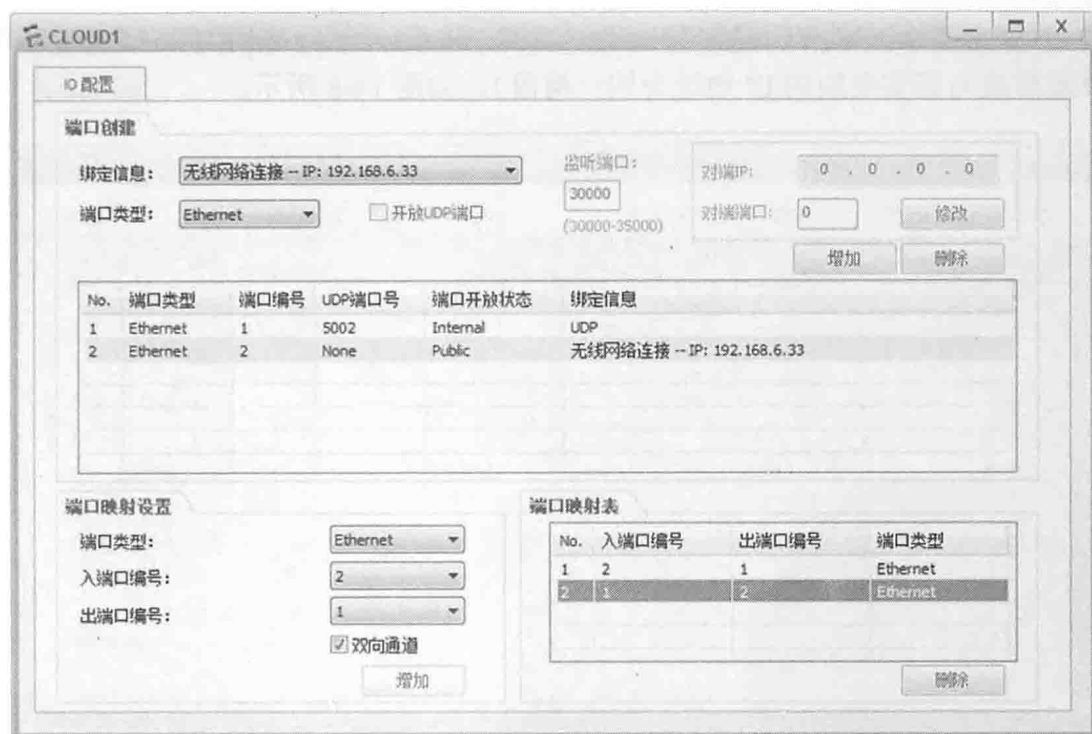 CLOUD1
IO 配置
端口创建
绑定信息: 无线网络连接 -- IP: 192.168.6.33
监听端口:
30000
(30000-35000)
对端IP: 0 . 0 . 0 . 0
端口类型: Ethernet 开放UDP端口
对端端口: 0 修改
增加 删除
No. 端口类型 端口编号 UDP端口号 端口开放状态 绑定信息
1 Ethernet 1 5002 Internal UDP
2 Ethernet 2 None Public 无线网络连接 -- IP: 192.168.6.33
端口映射设置
端口类型: Ethernet
入端口编号: 2
出端口编号: 1
双向通道
增加
端口映射表
No. 入端口编号 出端口编号 端口类型
1 2 1 Ethernet
2 1 2 Ethernet
删除